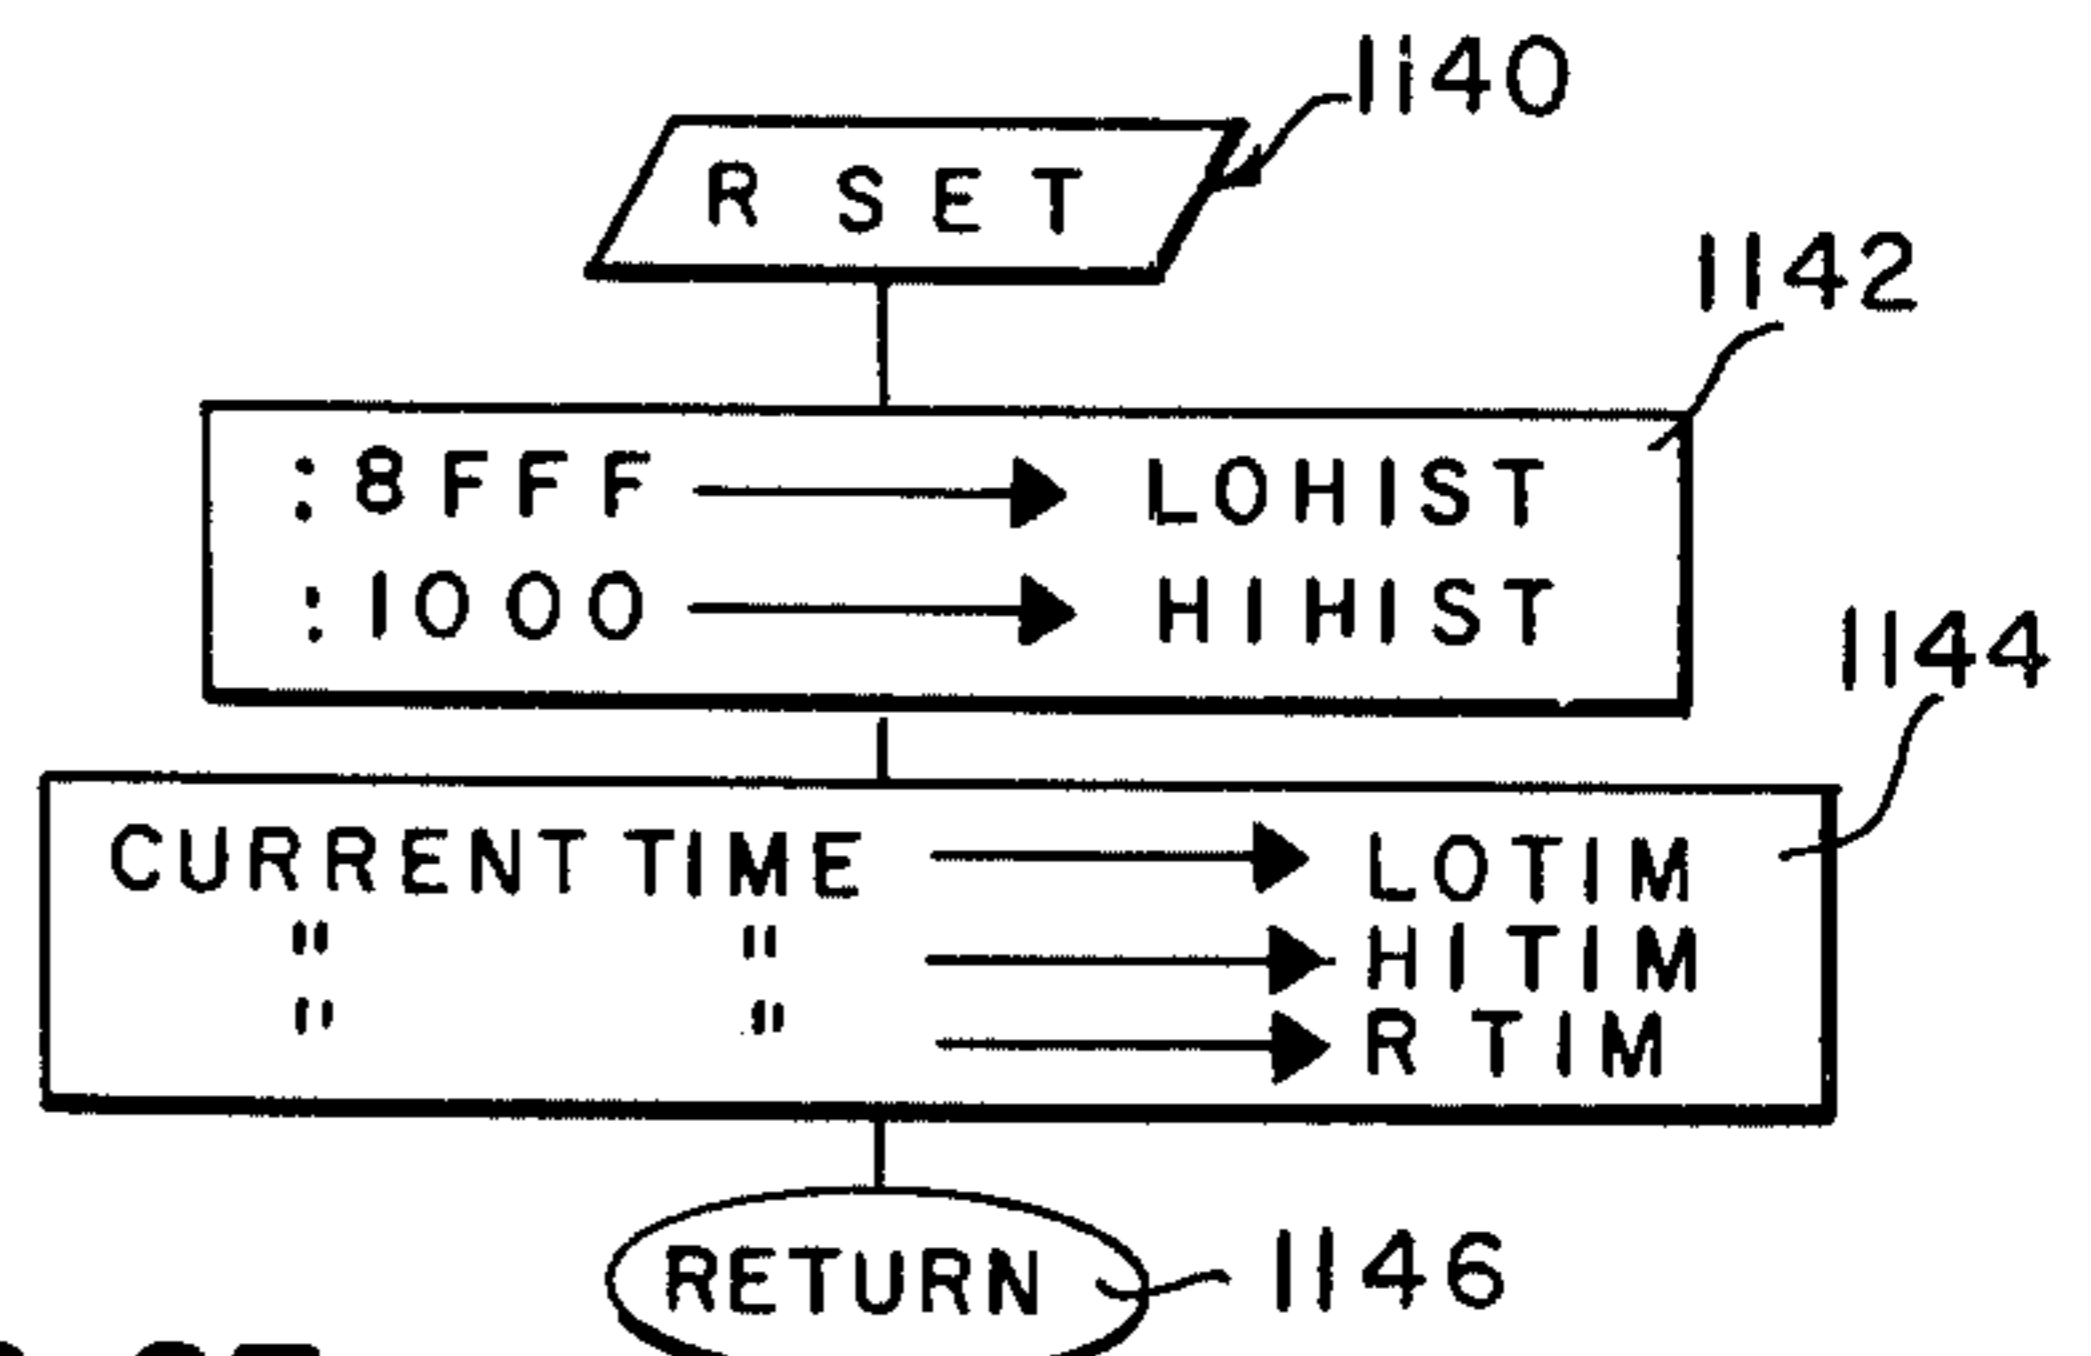 1140
R SET
1142
:8FFF → LOHIST
:1000 → HIHIST
1144
CURRENT TIME → LOTIM
" " → HITIM
" " → R TIM
RETURN 1146